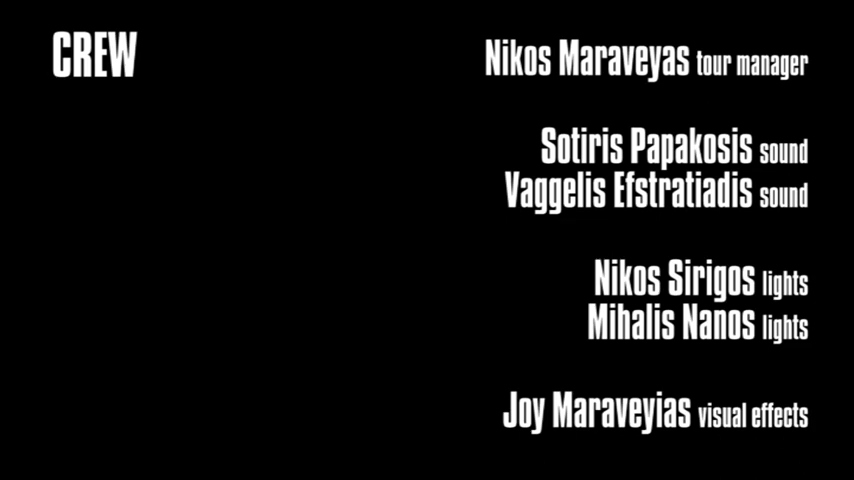 CREW
Nikos Maraveyas tour manager
Sotiris Papakosis sound
Vaggelis Efstratiadis sound
Nikos Sirigos lights
Mihalis Nanos lights
Joy Maraveyias visual effects